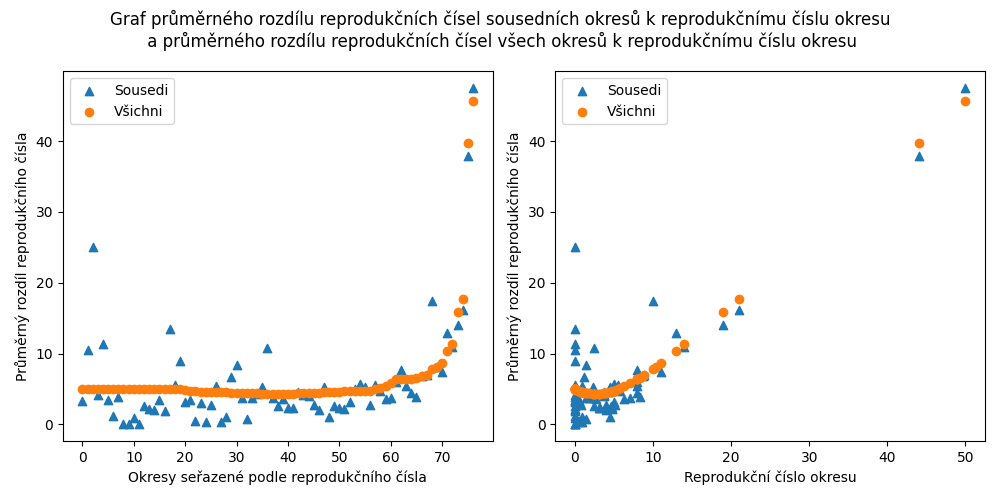 Graf průměrného rozdílu reprodukčních čísel sousedních okresů k reprodukčnímu číslu okresu
a průměrného rozdílu reprodukčních čísel všech okresů k reprodukčnímu číslu okresu
Sousedi
Všichni
Průměrný rozdíl reprodukčního čísla
40
30
20
10
0
0 10 20 30 40 50 60 70
Okresy seřazené podle reprodukčního čísla
Sousedi
Všichni
Průměrný rozdíl reprodukčního čísla
40
30
20
10
0
0 10 20 30 40 50
Reprodukční číslo okresu